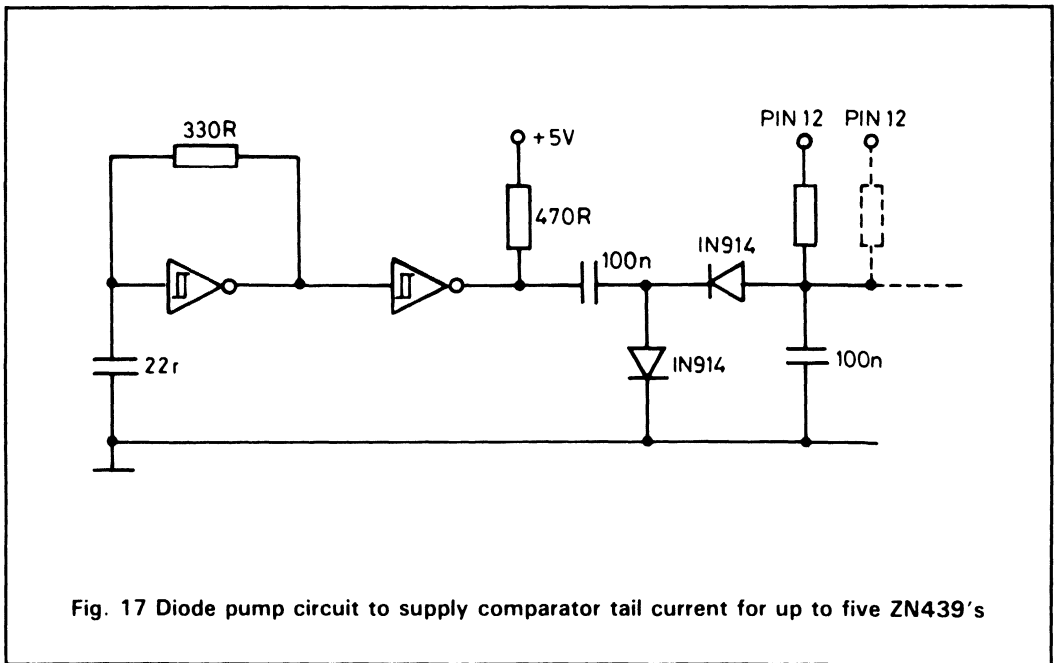 330R
PIN 12 PIN 12
+5V
470R
IN914
100n
22r
IN914
100n
Fig. 17 Diode pump circuit to supply comparator tail current for up to five ZN439's